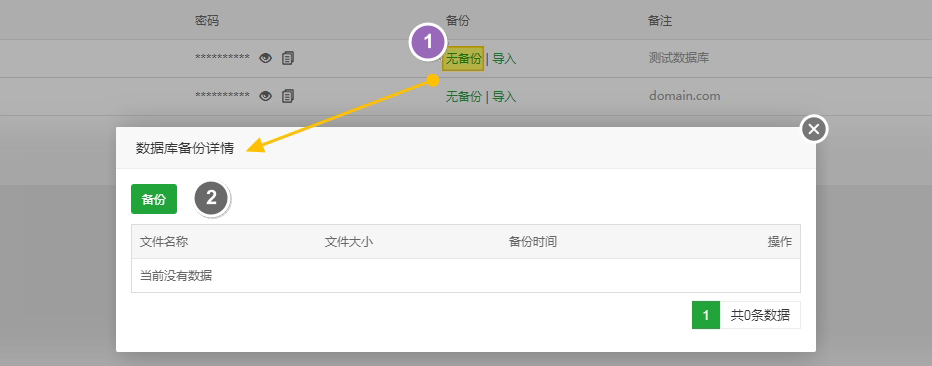 密码 备份 备注
1
********** 无备份 | 导入 测试数据库
********** 无备份 | 导入 domain.com
数据库备份详情
备份 2
文件名称 文件大小 备份时间 操作
当前没有数据
1 共0条数据